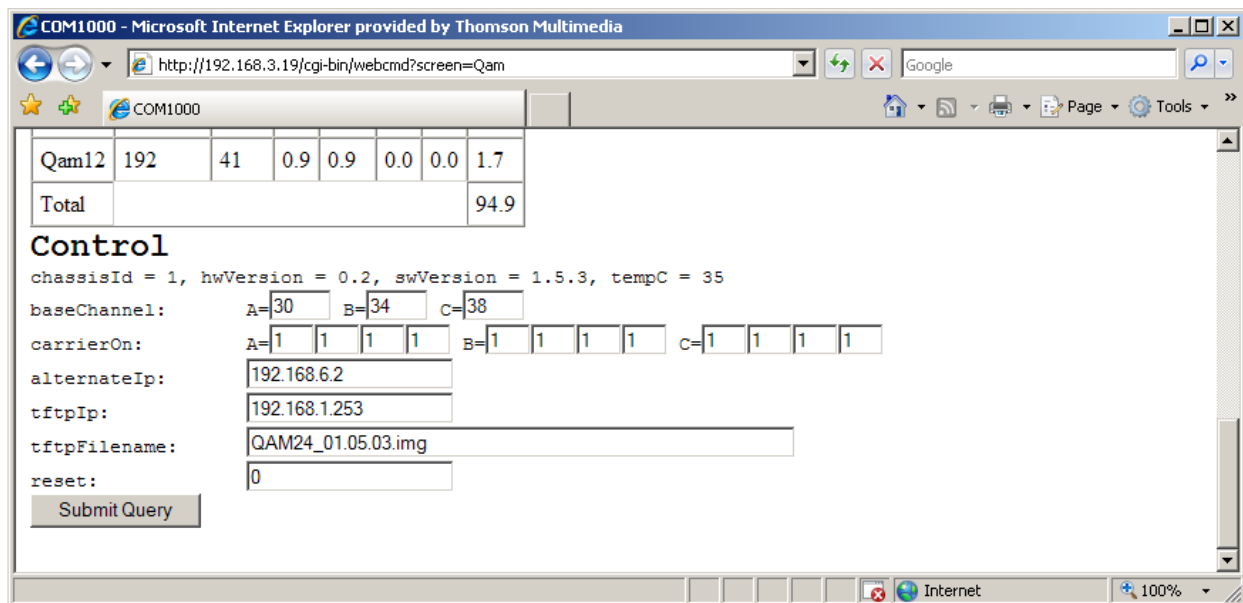 COM1000 - Microsoft Internet Explorer provided by Thomson Multimedia
http://192.168.3.19/cgi-bin/webcmd?screen=Qam
Google
COM1000
Page Tools »
Qam12 192 41 0.9 0.9 0.0 0.0 1.7
Total 94.9
Control
chassisId = 1, hwVersion = 0.2, swVersion = 1.5.3, tempC = 35
baseChannel: A=30 B=34 C=38
carrierOn: A=1 1 1 1 B=1 1 1 1 C=1 1 1 1
alternateIp: 192.168.6.2
tftpIp: 192.168.1.253
tftpFilename: QAM24_01.05.03.img
reset: 0
Submit Query
Internet 100%